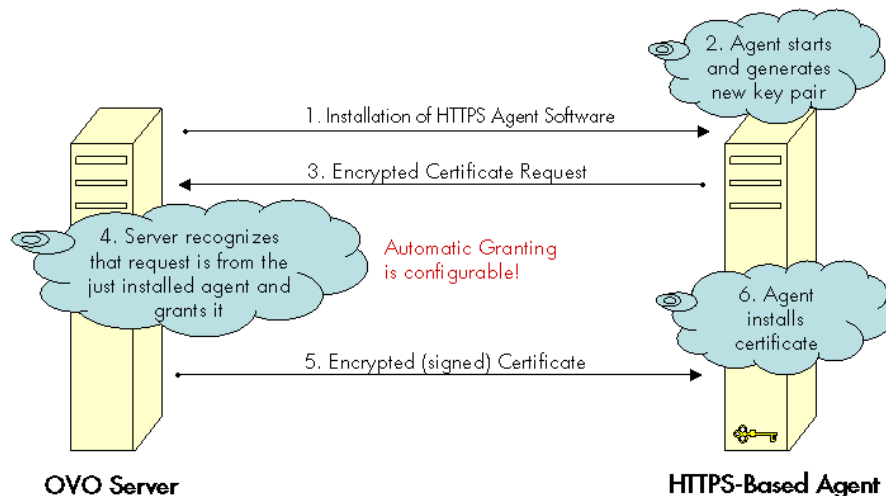 2. Agent starts
and generates
new key pair
1. Installation of HTTPS Agent Software
3. Encrypted Certificate Request
4. Server recognizes
that request is from the
just installed agent and
grants it
Automatic Granting
is configurable!
6. Agent
installs
certificate
5. Encrypted (signed) Certificate
OVO Server
HTTPS-Based Agent